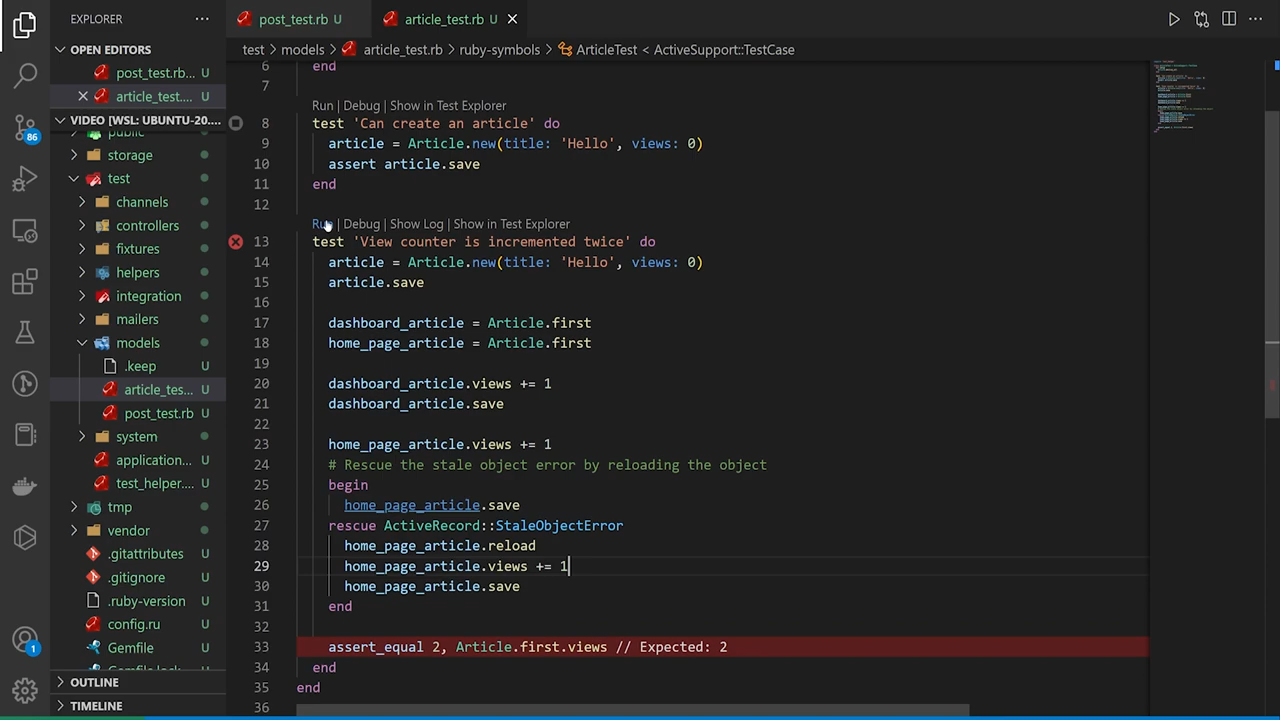 EXPLORER
···
post_test.rb U
article_test.rb U
OPEN EDITORS
post_test.rb... U
article_test.... U
VIDEO [WSL: UBUNTU-20....
public
storage
test
channels
controllers
fixtures
helpers
integration
mailers
models
.keep U
article_tes... U
post_test.rb U
system
application... U
test_helper.... U
tmp
vendor
.gitattributes U
.gitignore U
.ruby-version U
config.ru U
Gemfile U
Gemfile.lock U
OUTLINE
TIMELINE
86
1
test > models > article_test.rb > ruby-symbols > ArticleTest < ActiveSupport::TestCase
6 end
7
Run | Debug | Show in Test Explorer
8 test 'Can create an article' do
9 article = Article.new(title: 'Hello', views: 0)
10 assert article.save
11 end
12
Run | Debug | Show Log | Show in Test Explorer
13 test 'View counter is incremented twice' do
14 article = Article.new(title: 'Hello', views: 0)
15 article.save
16
17 dashboard_article = Article.first
18 home_page_article = Article.first
19
20 dashboard_article.views += 1
21 dashboard_article.save
22
23 home_page_article.views += 1
24 # Rescue the stale object error by reloading the object
25 begin
26 home_page_article.save
27 rescue ActiveRecord::StaleObjectError
28 home_page_article.reload
29 home_page_article.views += 1
30 home_page_article.save
31 end
32
33 assert_equal 2, Article.first.views // Expected: 2
34 end
35 end
36